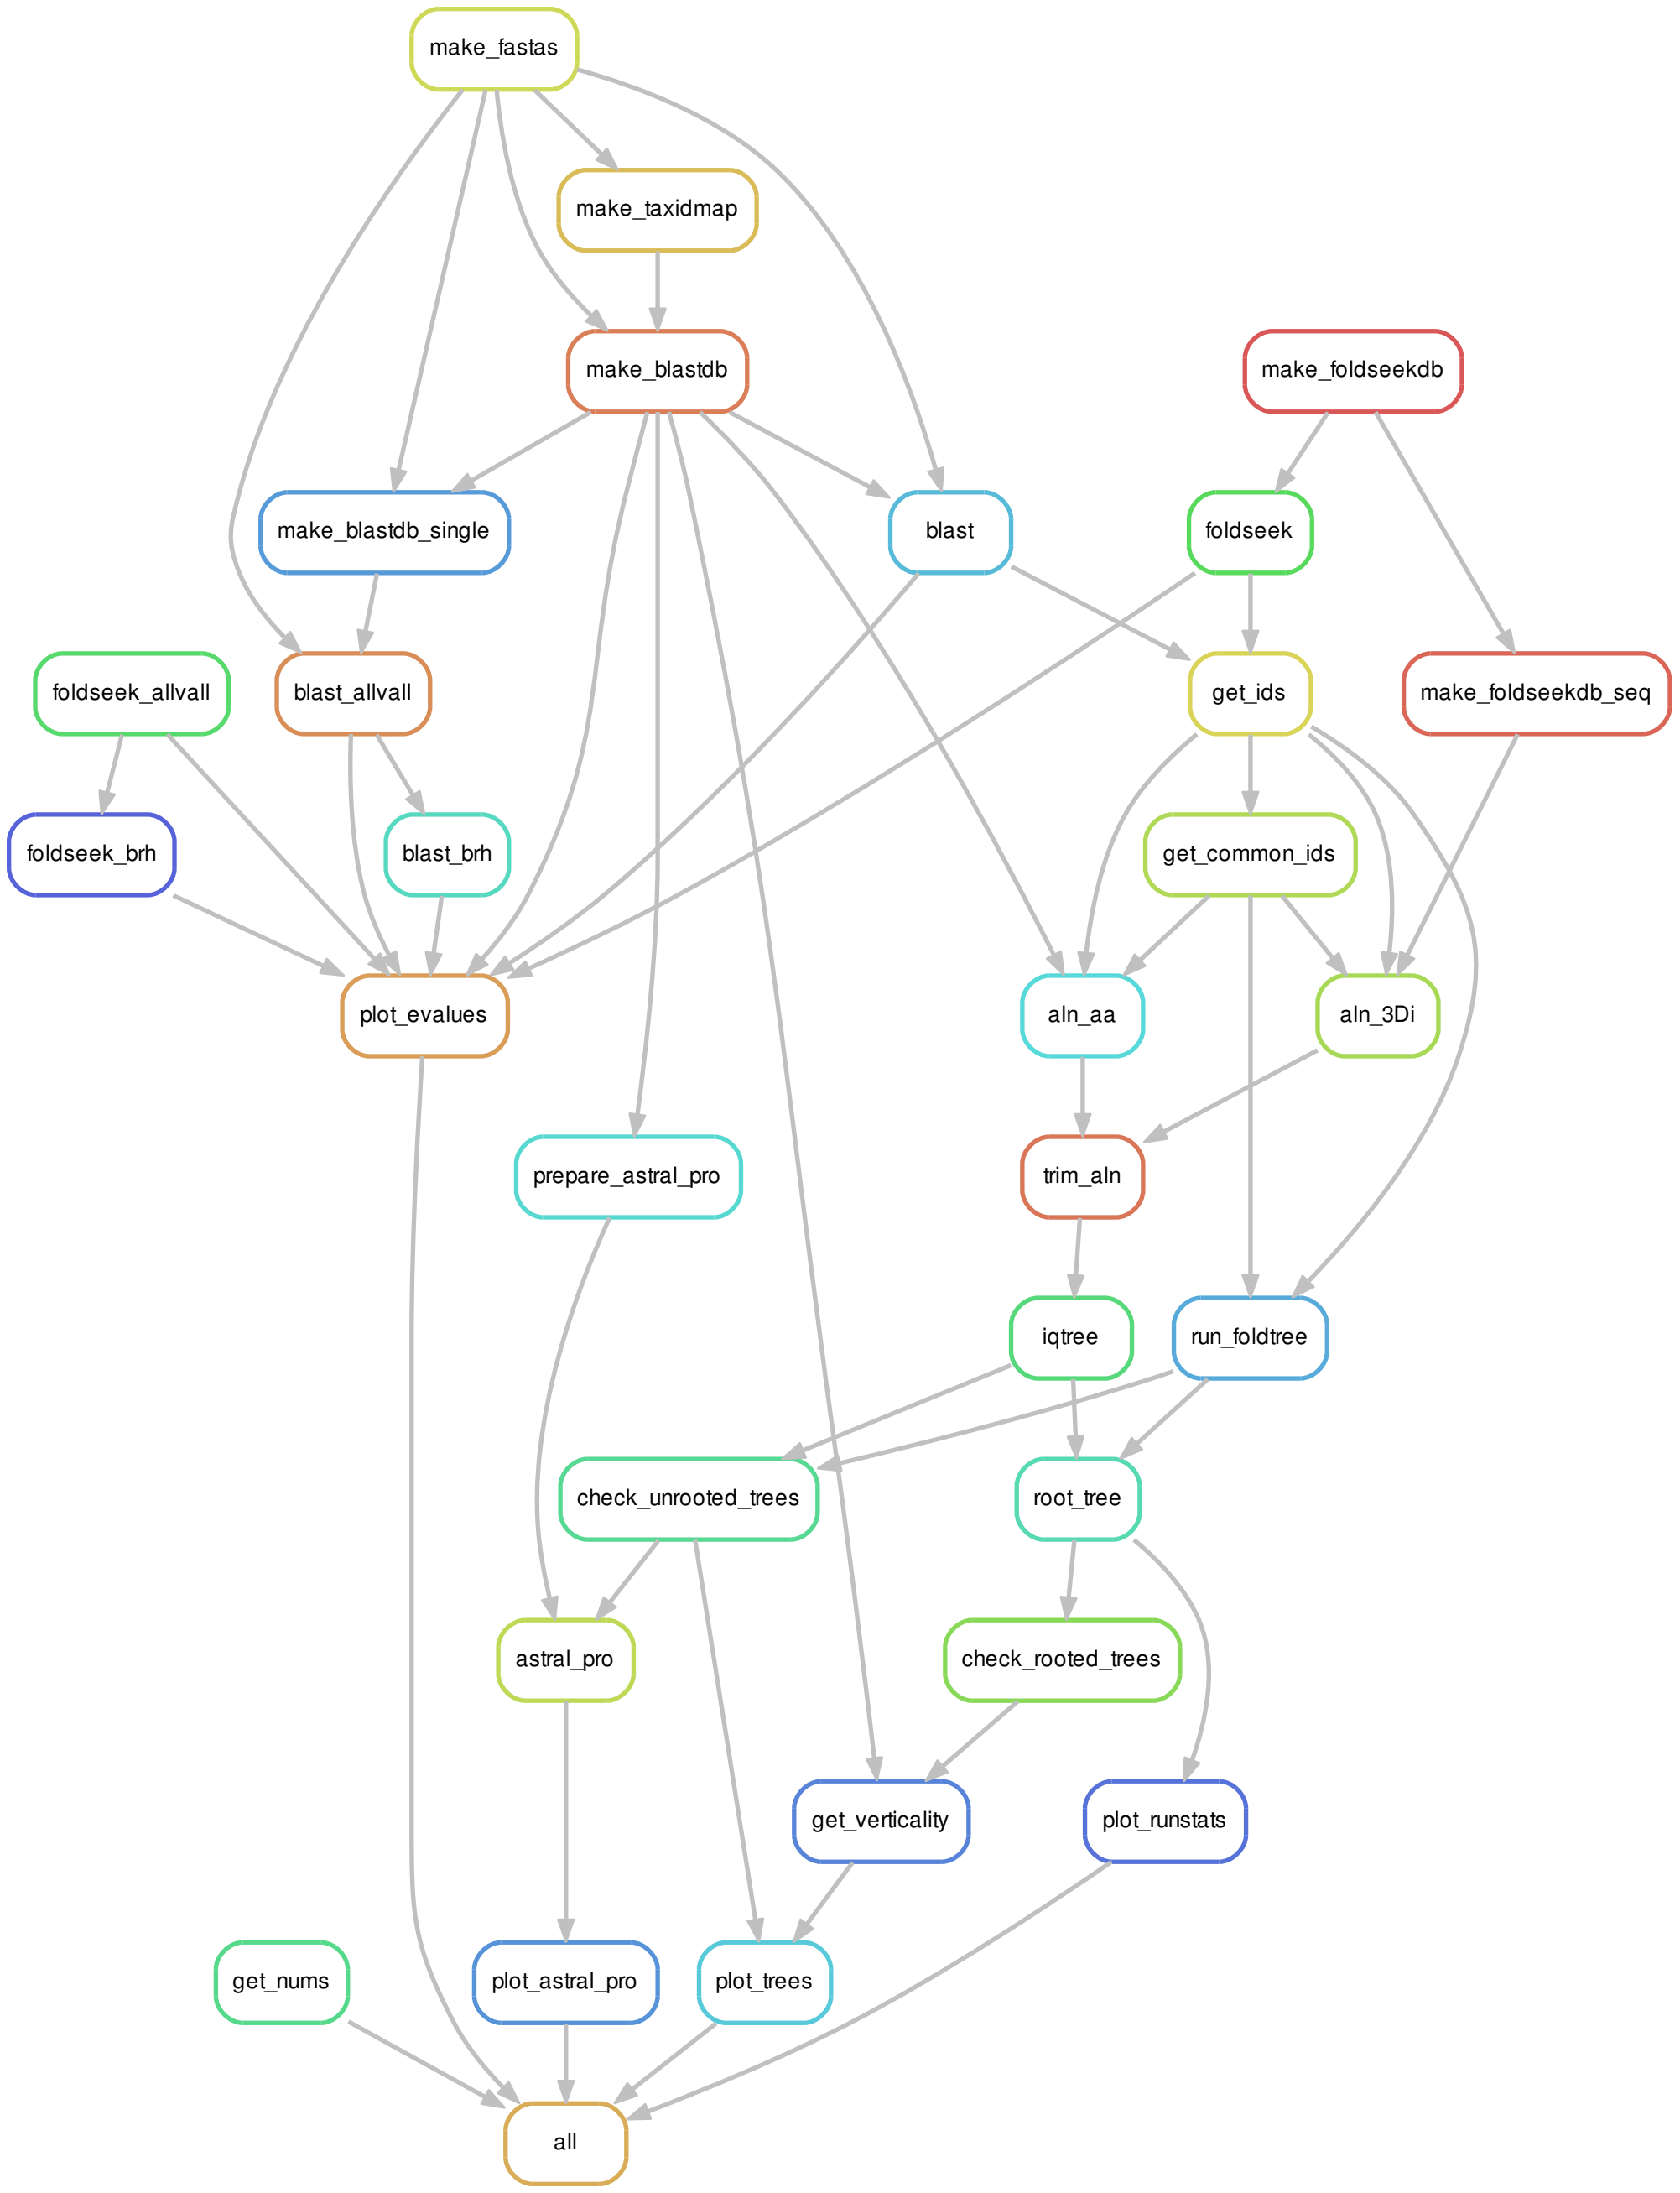 make_fastas
make_taxidmap
make_blastdb
make_foldseekdb
make_blastdb_single
blast
foldseek
foldseek_allvall
blast_allvall
get_ids
make_foldseekdb_seq
foldseek_brh
blast_brh
get_common_ids
plot_evalues
aln_aa
aln_3Di
prepare_astral_pro
trim_aln
iqtree
run_foldtree
check_unrooted_trees
root_tree
astral_pro
check_rooted_trees
get_verticality
plot_runstats
get_nums
plot_astral_pro
plot_trees
all